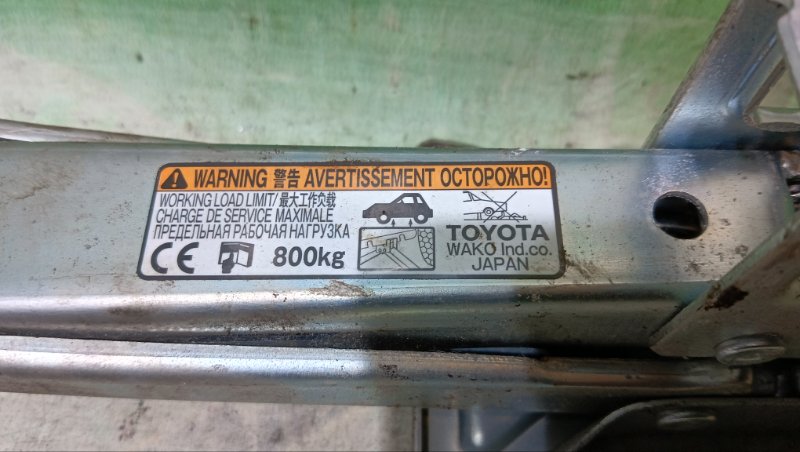 WARNING 警告 AVERTISSEMENT ОСТОРОЖНО!
WORKING LOAD LIMIT/最大工作负载
CHARGE DE SERVICE MAXIMALE
ПРЕДЕЛЬНАЯ РАБОЧАЯ НАГРУЗКА
CE 800kg
TOYOTA
WAKO Ind.co.
JAPAN